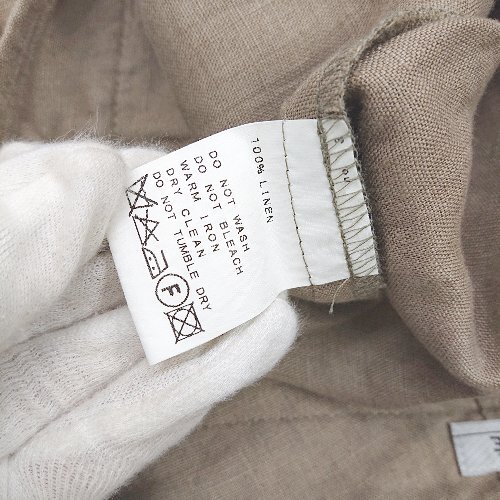 100% LINEN
DO NOT WASH
DO NOT BLEACH
WARM IRON
DRY CLEAN
DO NOT TUMBLE DRY
F